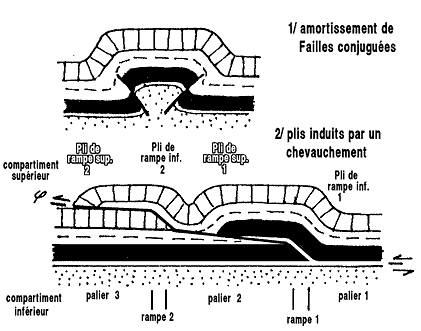 1/ amortissement de
Failles conjuguées
2/ plis induits par un
chevauchement
Pli de
rampe sup.
2
Pli de
rampe inf.
2
Pli de
rampe sup.
1
Pli de
rampe inf.
1
compartiment
supérieur
φ
compartiment
inférieur
palier 3
rampe 2
palier 2
rampe 1
palier 1